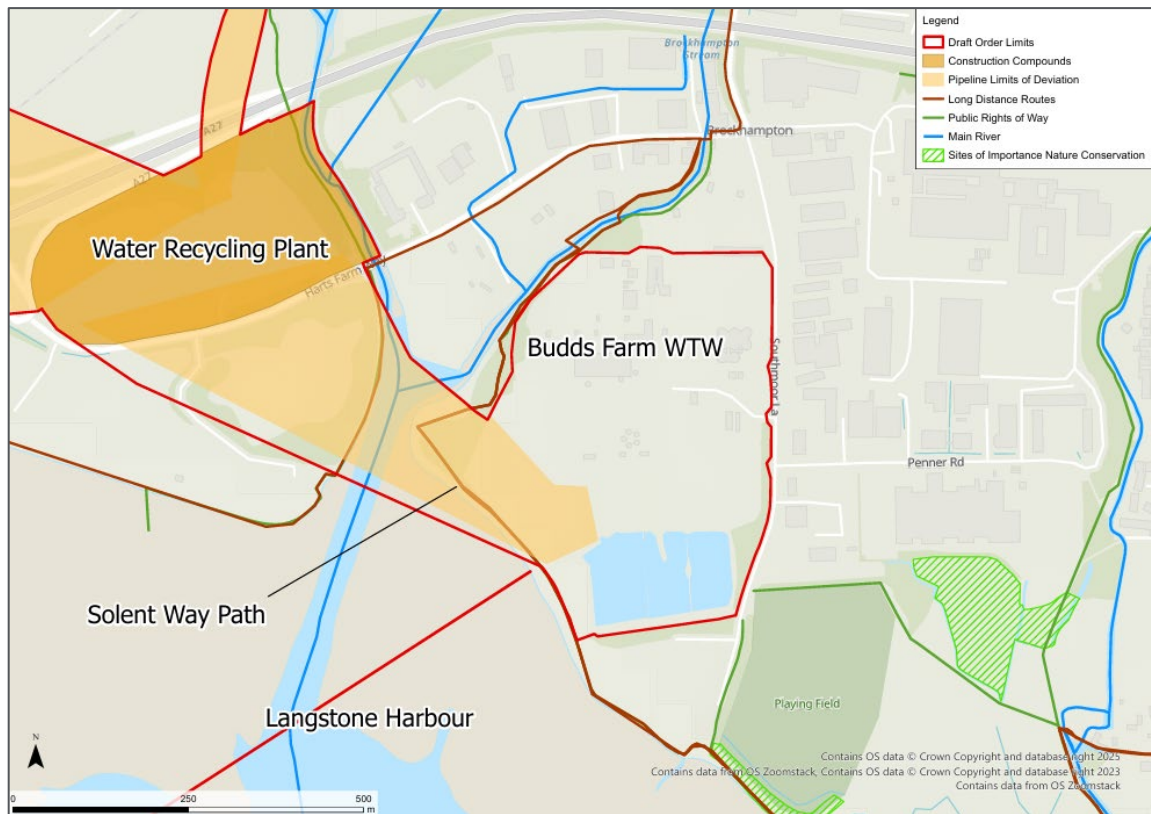 Legend
Draft Order Limits
Construction Compounds
Pipeline Limits of Deviation
Long Distance Routes
Public Rights of Way
Main River
Sites of Importance Nature Conservation
Brockhampton
Stream
Brockhampton
A27
A27
Water Recycling Plant
Harts Farm Way
Budds Farm WTW
Southmoor La
Penner Rd
Solent Way Path
Langstone Harbour
Playing Field
N
Contains OS data © Crown Copyright and database right 2025
Contains data from OS Zoomstack, Contains OS data © Crown Copyright and database right 2023
Contains data from OS Zoomstack
0 250 500
m